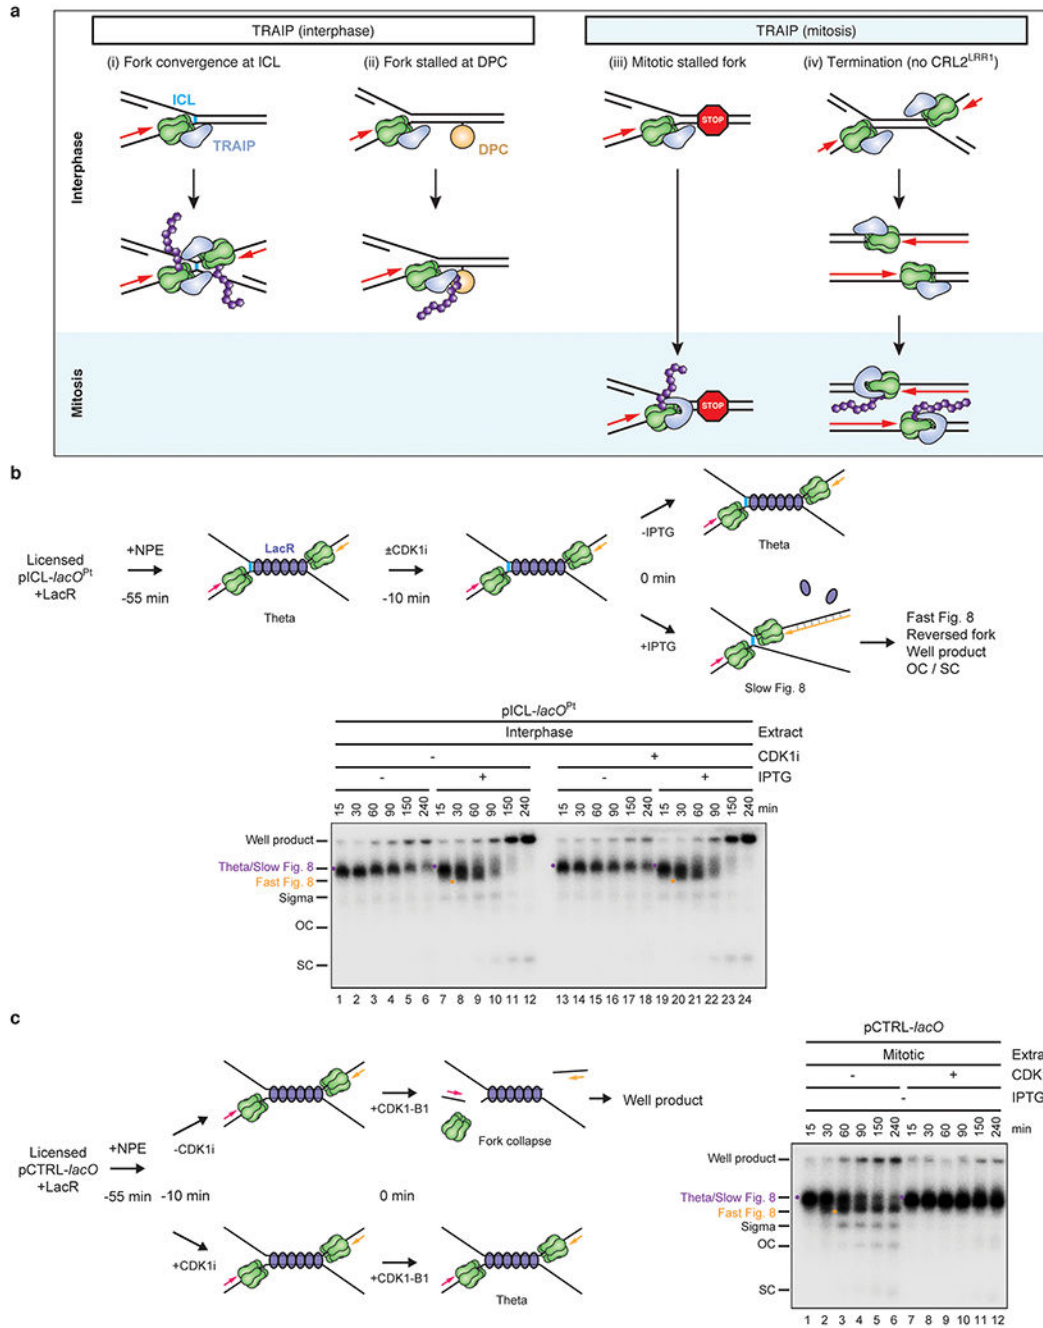 a
TRAIP (interphase)
TRAIP (mitosis)
(i) Fork convergence at ICL
(ii) Fork stalled at DPC
(iii) Mitotic stalled fork
(iv) Termination (no CRL2LRR1)
Interphase
ICL
TRAIP
DPC
STOP
Mitosis
STOP
b
Licensed
pICL-lacOPt
+LacR
+NPE
-55 min
LacR
Theta
±CDK1i
-10 min
-IPTG
0 min
+IPTG
Theta
Slow Fig. 8
Fast Fig. 8
Reversed fork
Well product
OC / SC
pICL-lacOPt
Interphase
Extract
- + CDK1i
- + - + IPTG
15 30 60 90 150 240 15 30 60 90 150 240 15 30 60 90 150 240 15 30 60 90 150 240 min
Well product
Theta/Slow Fig. 8
Fast Fig. 8
Sigma
OC
SC
1 2 3 4 5 6 7 8 9 10 11 12 13 14 15 16 17 18 19 20 21 22 23 24
c
Licensed
pCTRL-lacO
+LacR
+NPE
-55 min
-CDK1i
-10 min
+CDK1i
+CDK1-B1
Fork collapse
Well product
0 min
+CDK1-B1
Theta
pCTRL-lacO
Mitotic
Extra
- + CDK
- IPTG
15 30 60 90 150 240 15 30 60 90 150 240 min
Well product
Theta/Slow Fig. 8
Fast Fig. 8
Sigma
OC
SC
1 2 3 4 5 6 7 8 9 10 11 12